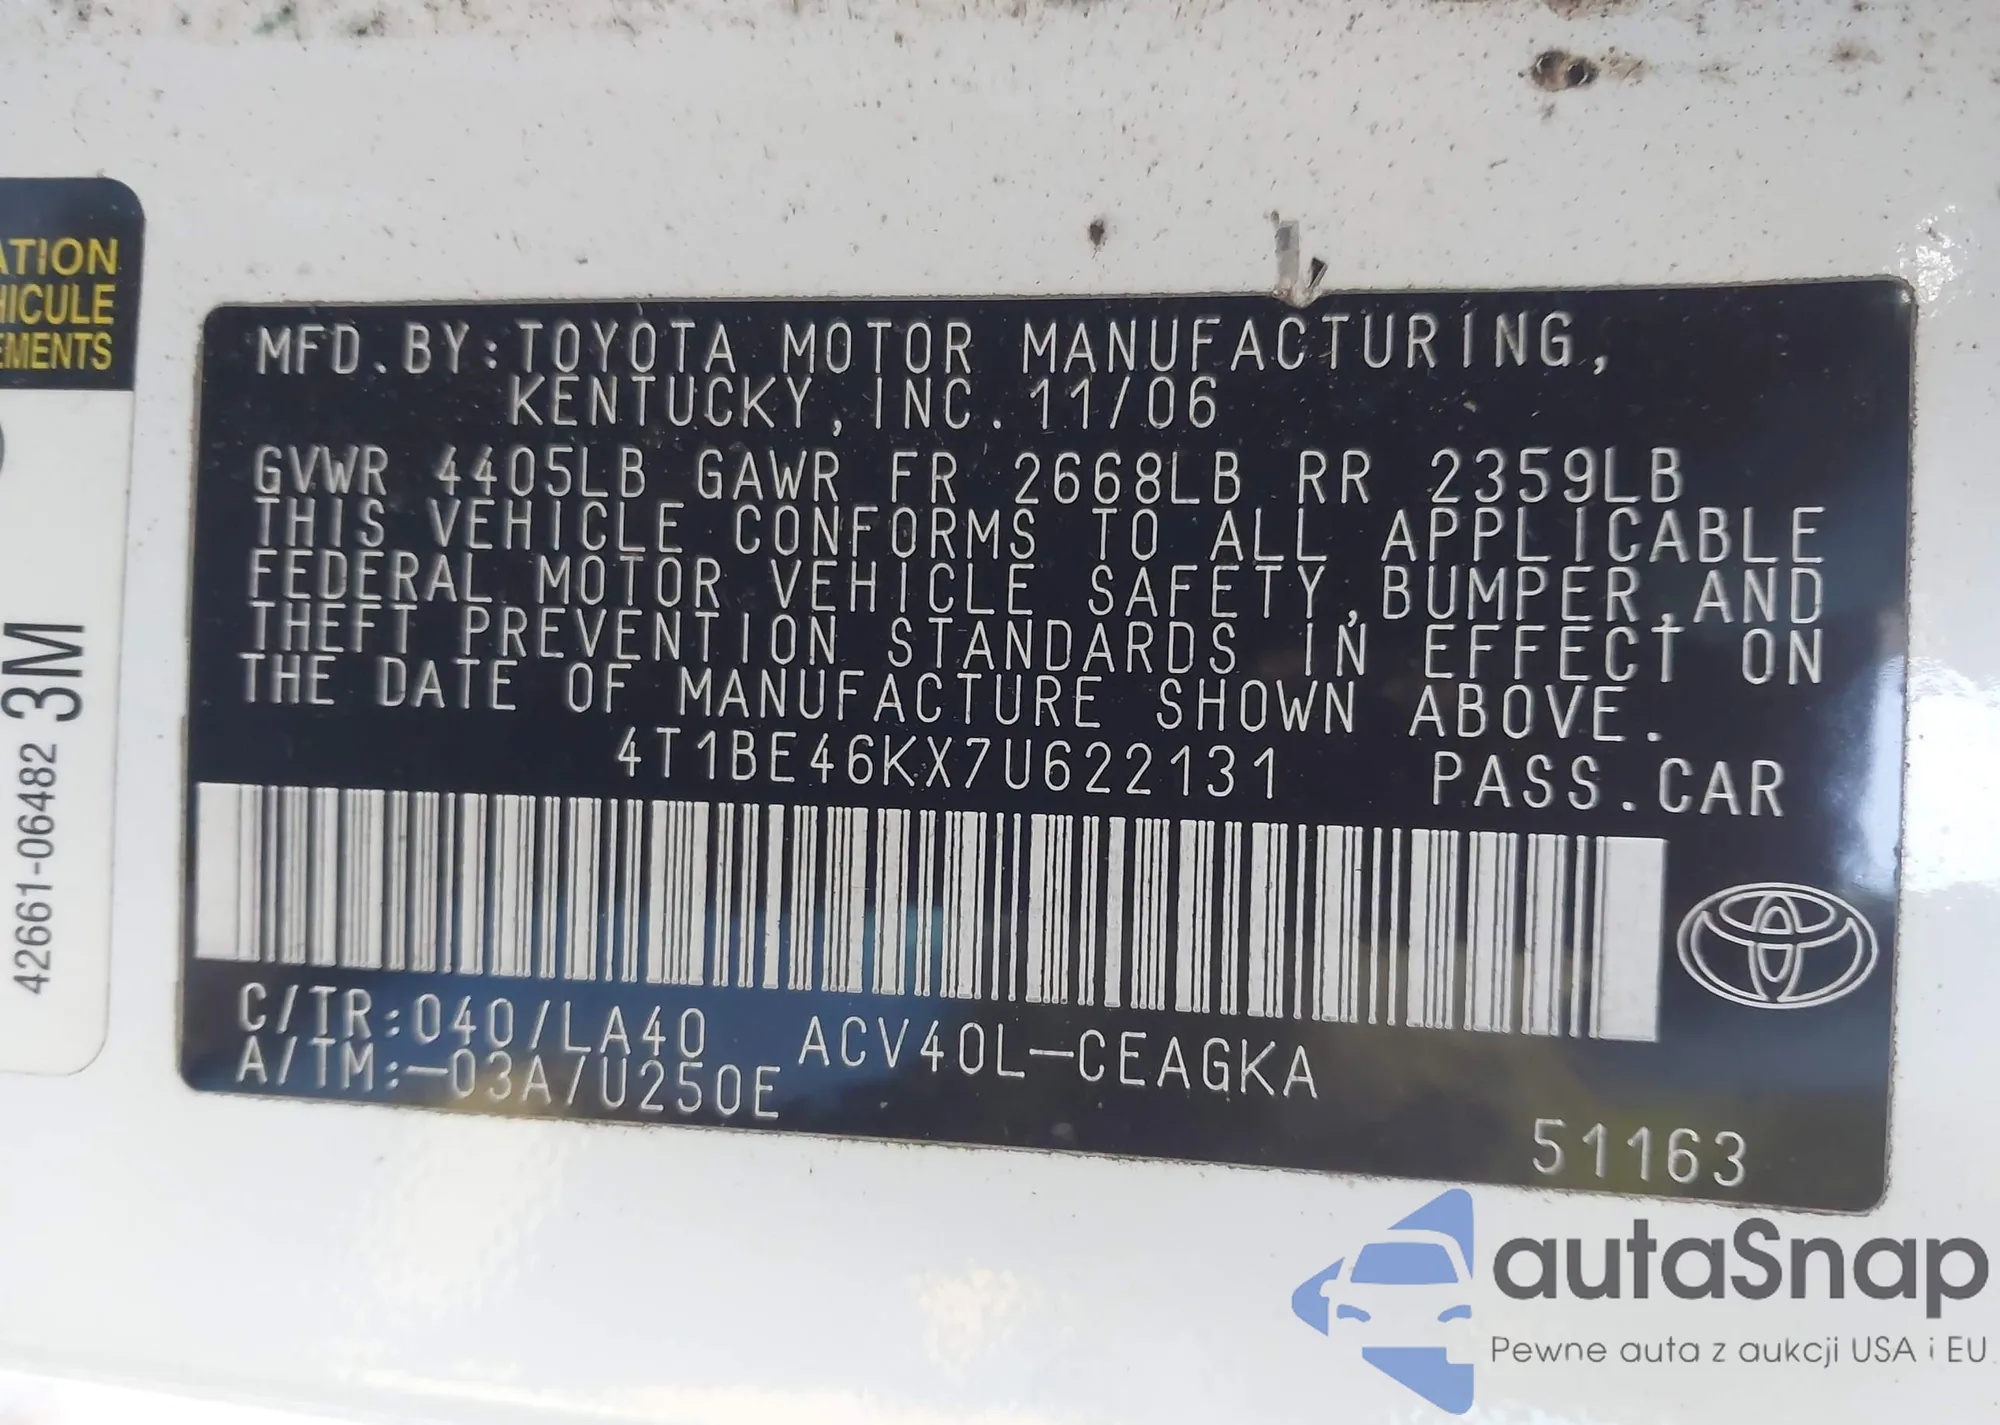 ATION
HICULE
EMENTS
3M
42661-06482
MFD.BY:TOYOTA MOTOR MANUFACTURING,
KENTUCKY,INC.11/06
GVWR 4405LB GAWR FR 2668LB RR 2359LB
THIS VEHICLE CONFORMS TO ALL APPLICABLE
FEDERAL MOTOR VEHICLE SAFETY,BUMPER,AND
THEFT PREVENTION STANDARDS IN EFFECT ON
THE DATE OF MANUFACTURE SHOWN ABOVE.
4T1BE46KX7U622131 PASS.CAR
C/TR:040/LA40 ACV40L-CEAGKA
A/TM:-03A/U250E
51163
autaSnap
Pewne auta z aukcji USA i EU